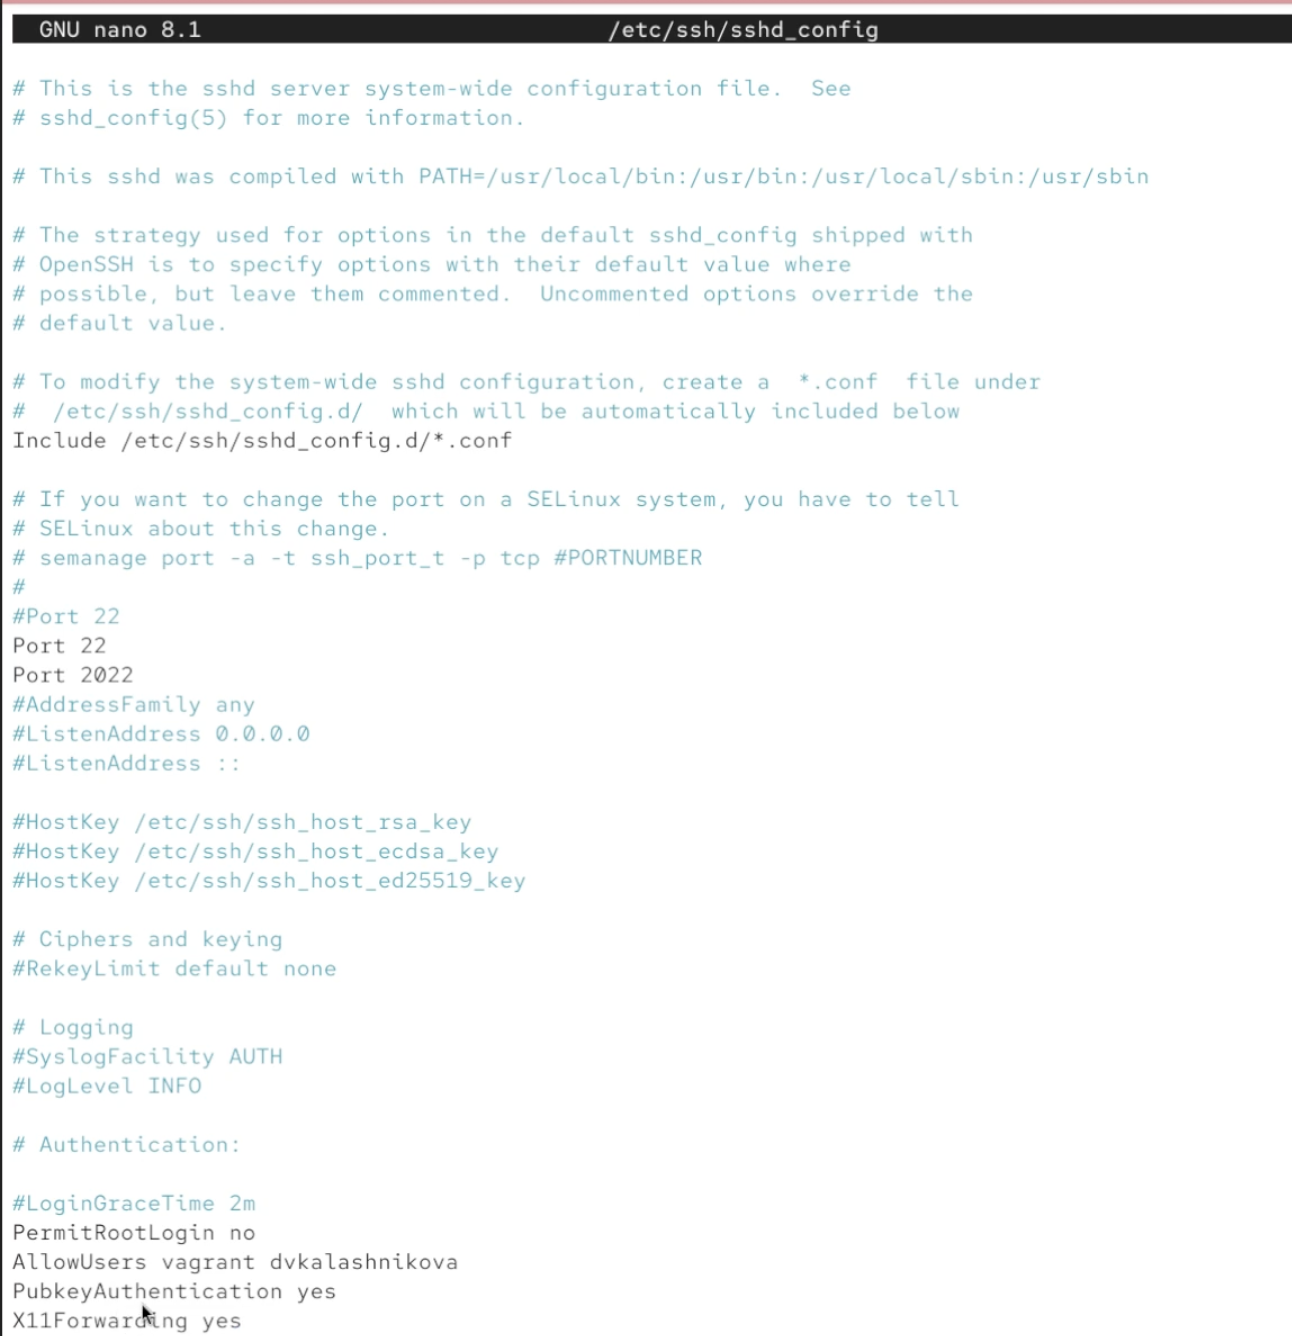 GNU nano 8.1 /etc/ssh/sshd_config
# This is the sshd server system-wide configuration file.  See
# sshd_config(5) for more information.
# This sshd was compiled with PATH=/usr/local/bin:/usr/bin:/usr/local/sbin:/usr/sbin
# The strategy used for options in the default sshd_config shipped with
# OpenSSH is to specify options with their default value where
# possible, but leave them commented.  Uncommented options override the
# default value.
# To modify the system-wide sshd configuration, create a  *.conf  file under
#  /etc/ssh/sshd_config.d/  which will be automatically included below
Include /etc/ssh/sshd_config.d/*.conf
# If you want to change the port on a SELinux system, you have to tell
# SELinux about this change.
# semanage port -a -t ssh_port_t -p tcp #PORTNUMBER
#
#Port 22
Port 22
Port 2022
#AddressFamily any
#ListenAddress 0.0.0.0
#ListenAddress ::
#HostKey /etc/ssh/ssh_host_rsa_key
#HostKey /etc/ssh/ssh_host_ecdsa_key
#HostKey /etc/ssh/ssh_host_ed25519_key
# Ciphers and keying
#RekeyLimit default none
# Logging
#SyslogFacility AUTH
#LogLevel INFO
# Authentication:
#LoginGraceTime 2m
PermitRootLogin no
AllowUsers vagrant dvkalashnikova
PubkeyAuthentication yes
X11Forwarding yes